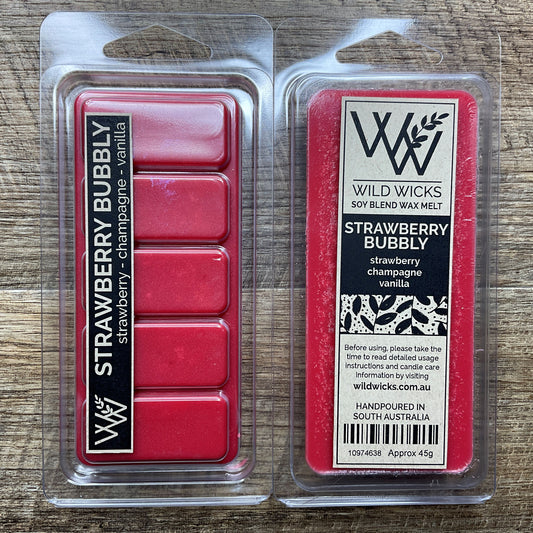 STRAWBERRY BUBBLY
strawberry - champagne - vanilla
WW
WW
WILD WICKS
SOY BLEND WAX MELT
STRAWBERRY
BUBBLY
strawberry
champagne
vanilla
Before using, please take the
time to read detailed usage
instructions and candle care
Information by visiting
wildwicks.com.au
HANDPOURED IN
SOUTH AUSTRALIA
10974638 Approx 45g